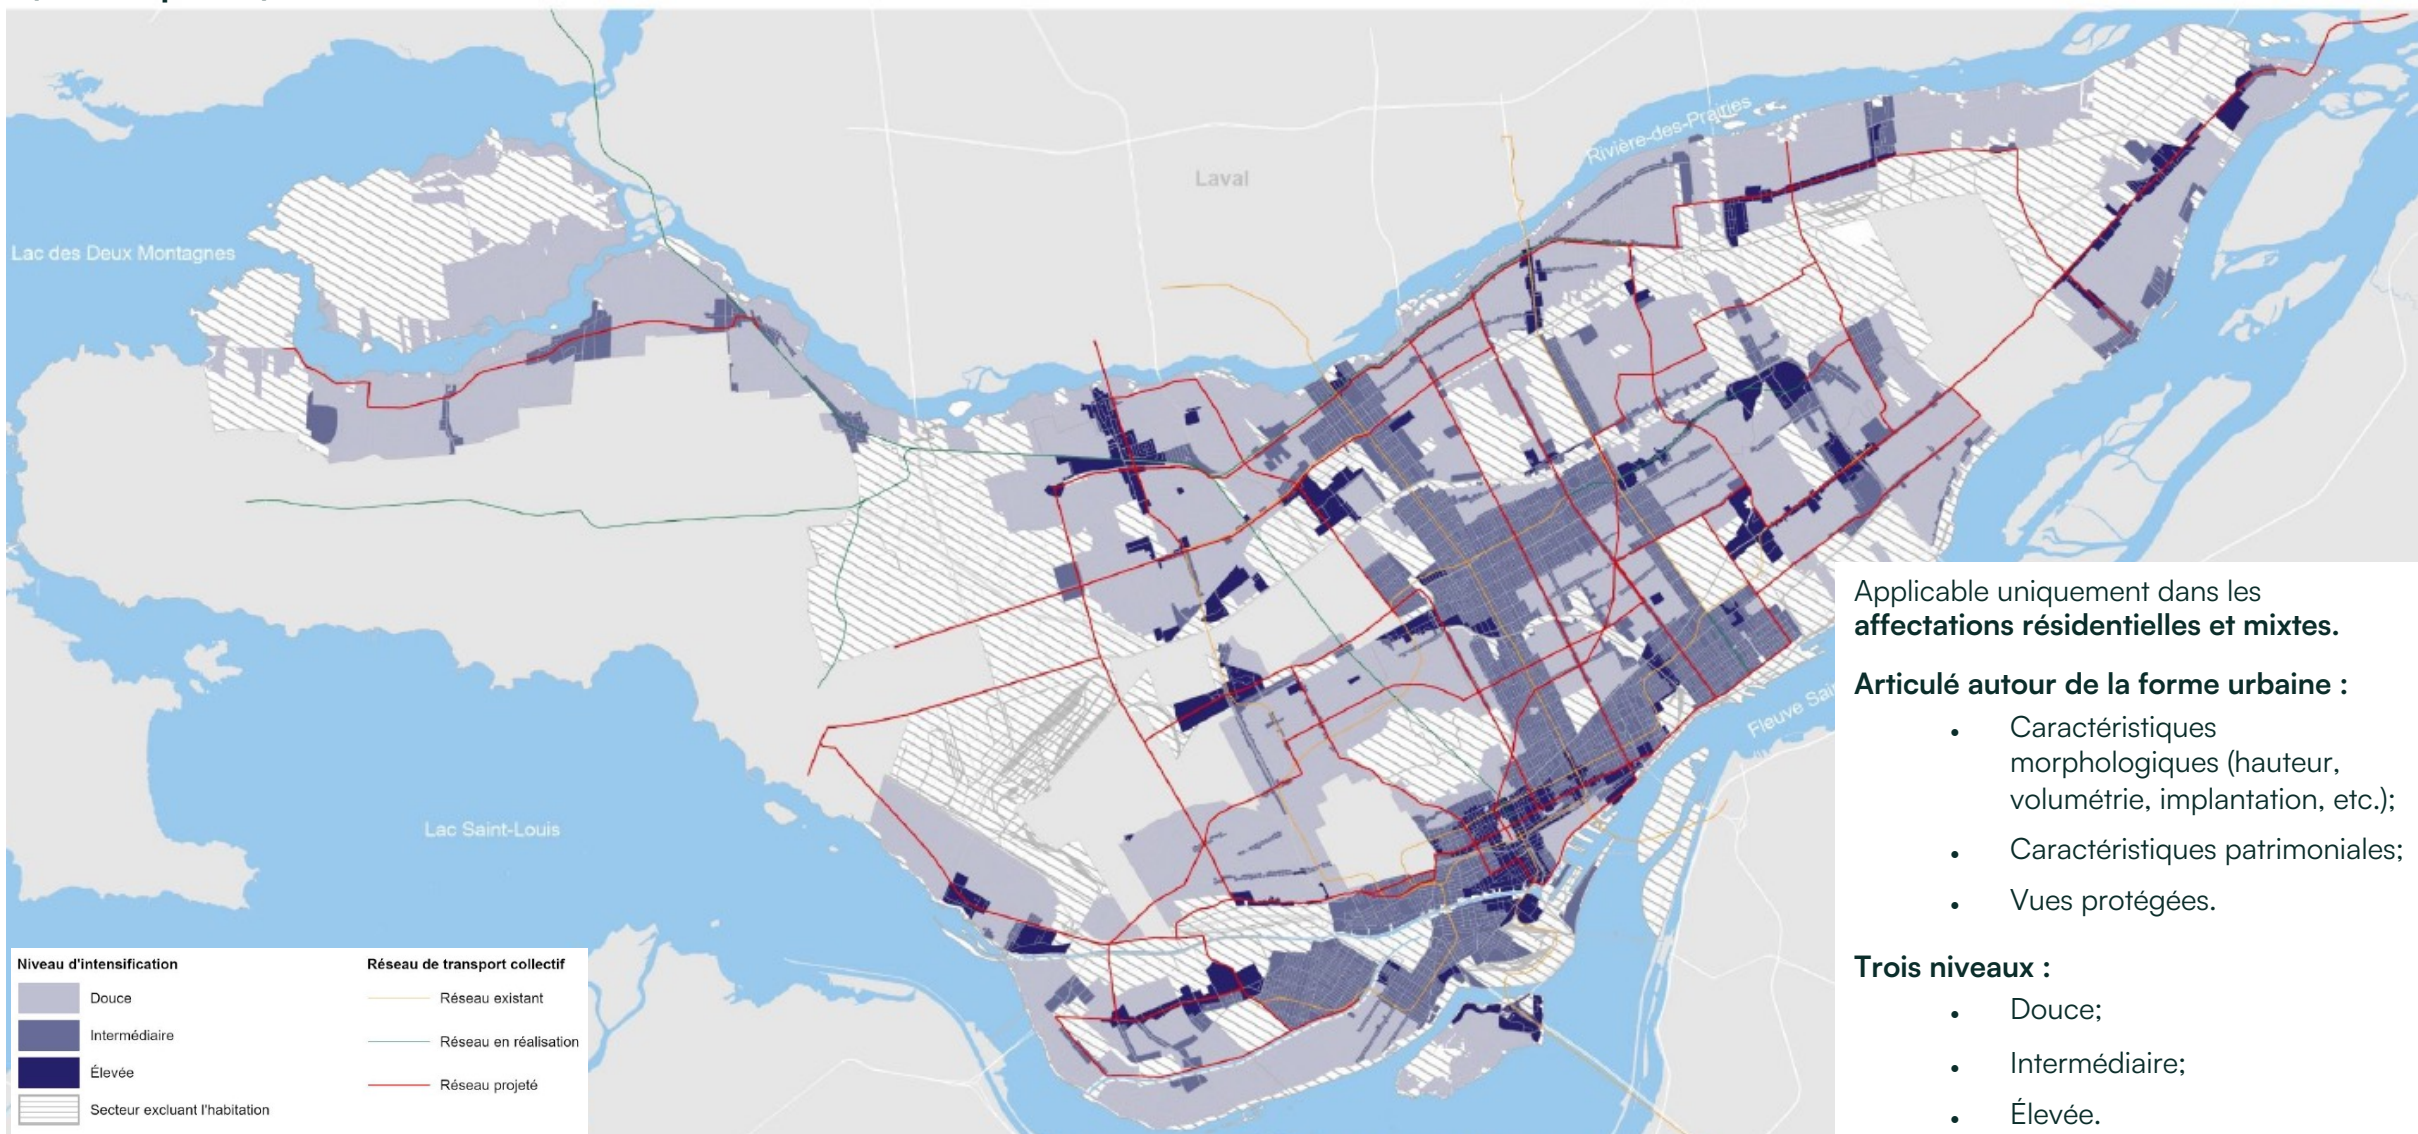 Rivière-des-Prairies
Laval
Lac des Deux Montagnes
Lac Saint-Louis
Fleuve
Applicable uniquement dans les
affectations résidentielles et mixtes.
Articulé autour de la forme urbaine :
• Caractéristiques
morphologiques (hauteur,
volumétrie, implantation, etc.);
• Caractéristiques patrimoniales;
• Vues protégées.
Trois niveaux :
• Douce;
• Intermédiaire;
• Élevée.
Niveau d'intensification
Douce
Intermédiaire
Élevée
Secteur excluant l'habitation
Réseau de transport collectif
Réseau existant
Réseau en réalisation
Réseau projeté